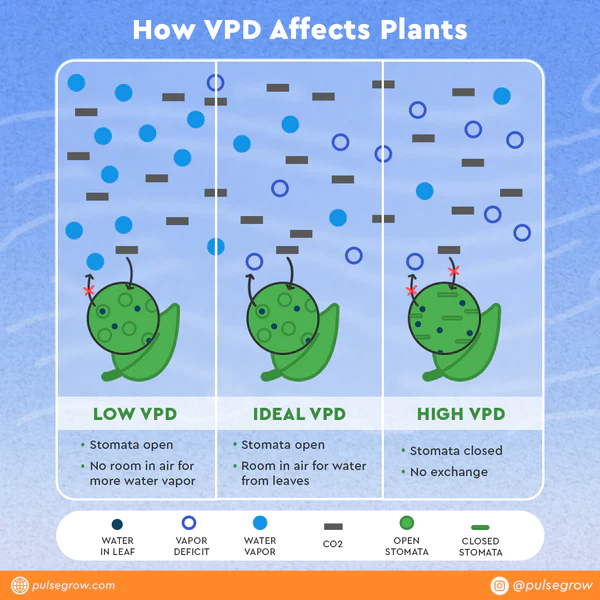 How VPD Affects Plants
LOW VPD
• Stomata open
• No room in air for
more water vapor
IDEAL VPD
• Stomata open
• Room in air for water
from leaves
HIGH VPD
• Stomata closed
• No exchange
WATER
IN LEAF
VAPOR
DEFICIT
WATER
VAPOR
CO2
OPEN
STOMATA
CLOSED
STOMATA
pulsegrow.com
@pulsegrow